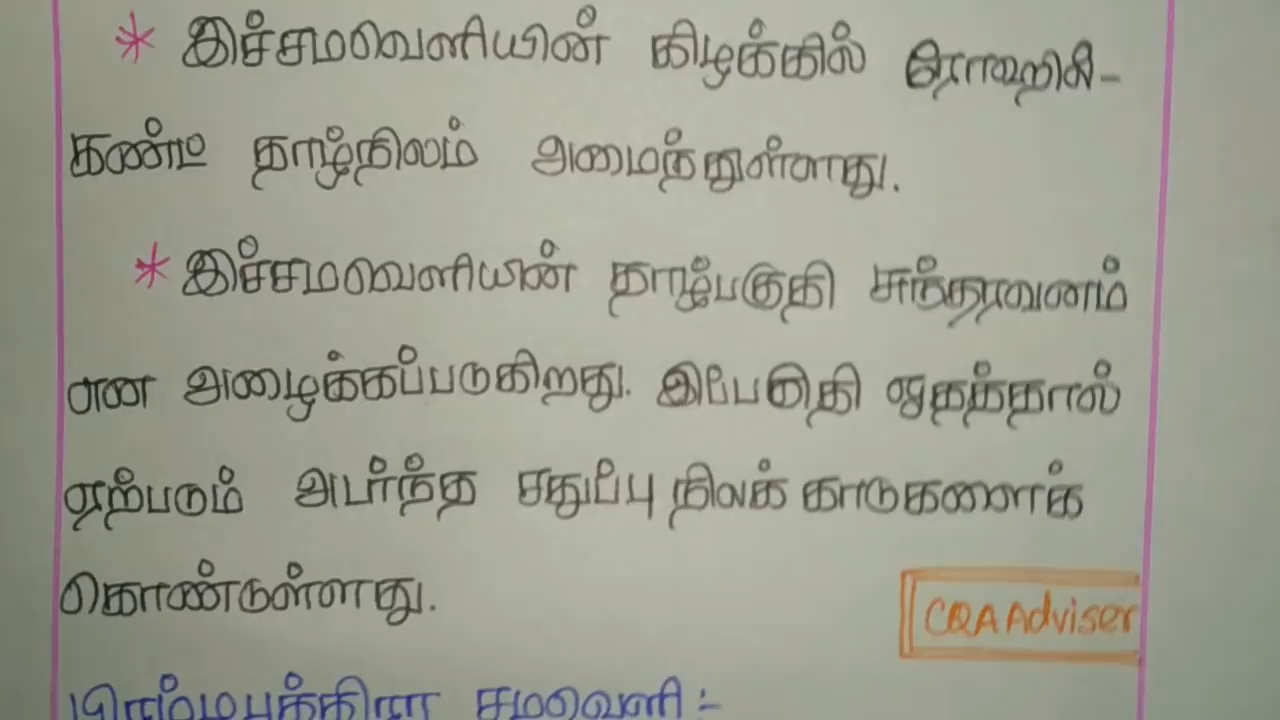 * இச்சமவெளியின் கிழக்கில் ரோஹில்-
கண்ட தாழ்நிலம் அமைந்துள்ளது.
* இச்சமவெளியின் தாழ்பகுதி சுந்தரவனம்
என அழைக்கப்படுகிறது. இப்பகுதி ஓதத்தால்
ஏற்படும் அடர்ந்த சதுப்பு நிலக் காடுகளைக்
கொண்டுள்ளது.
CQA Adviser
பிரம்மபுத்திரா சமவெளி :-